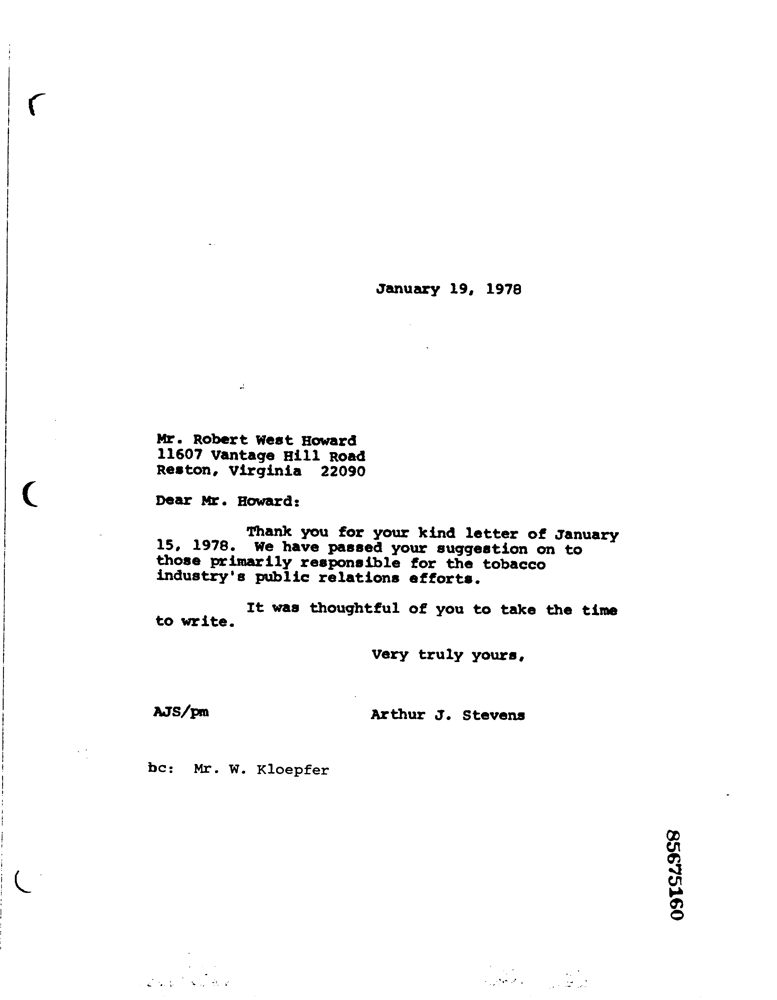 January 19, 1978
Mr. Robert West Howard
11607 Vantage Hill Road
Reston, Virginia 22090
Dear Mr. Howard:
Thank you for your kind letter of January
15, 1978. We have passed your suggestion on to
those primarily responsible for the tobacco
industry's public relations efforts.
It was thoughtful of you to take the time
to write.
Very truly yours,
AJS/pm
Arthur J. Stevens
bc: Mr. W. Kloepfer
85675160